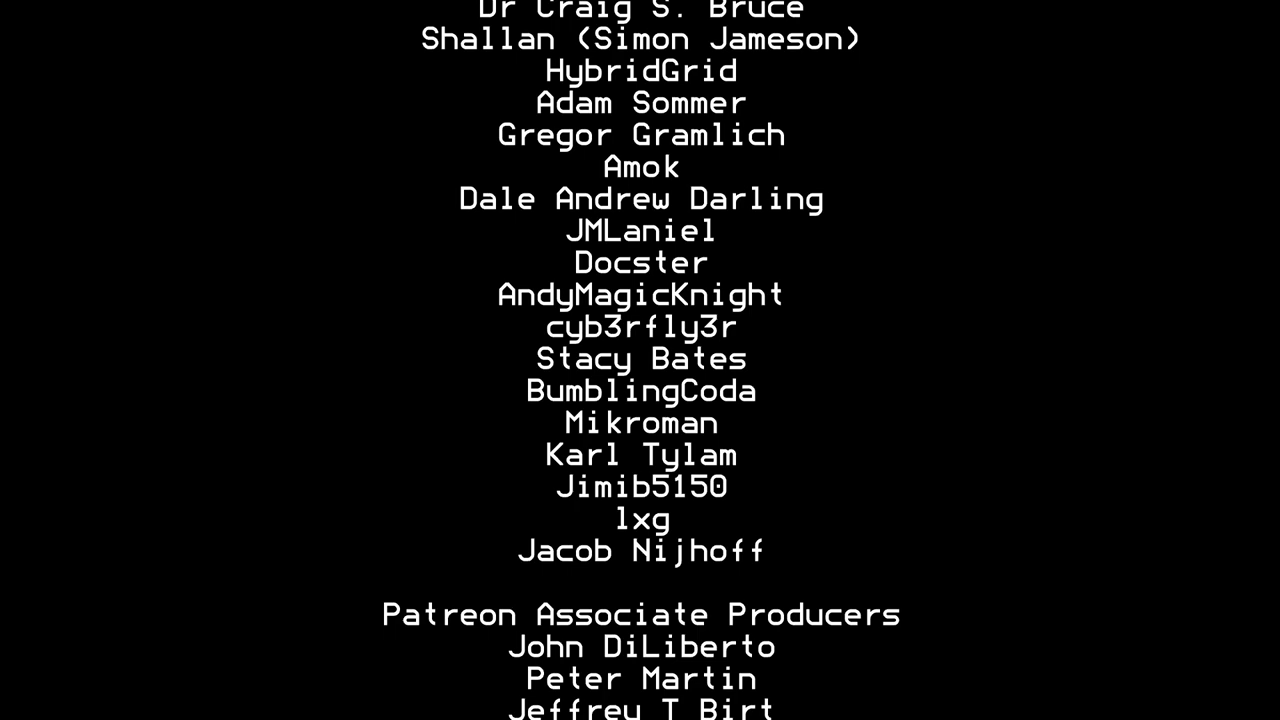 Dr Craig S. Bruce
Shallan (Simon Jameson)
HybridGrid
Adam Sommer
Gregor Gramlich
Amok
Dale Andrew Darling
JMLaniel
Docster
AndyMagicKnight
cyb3rfly3r
Stacy Bates
BumblingCoda
Mikroman
Karl Tylam
Jimib5150
lxg
Jacob Nijhoff
Patreon Associate Producers
John DiLiberto
Peter Martin
Jeffrey T Birt